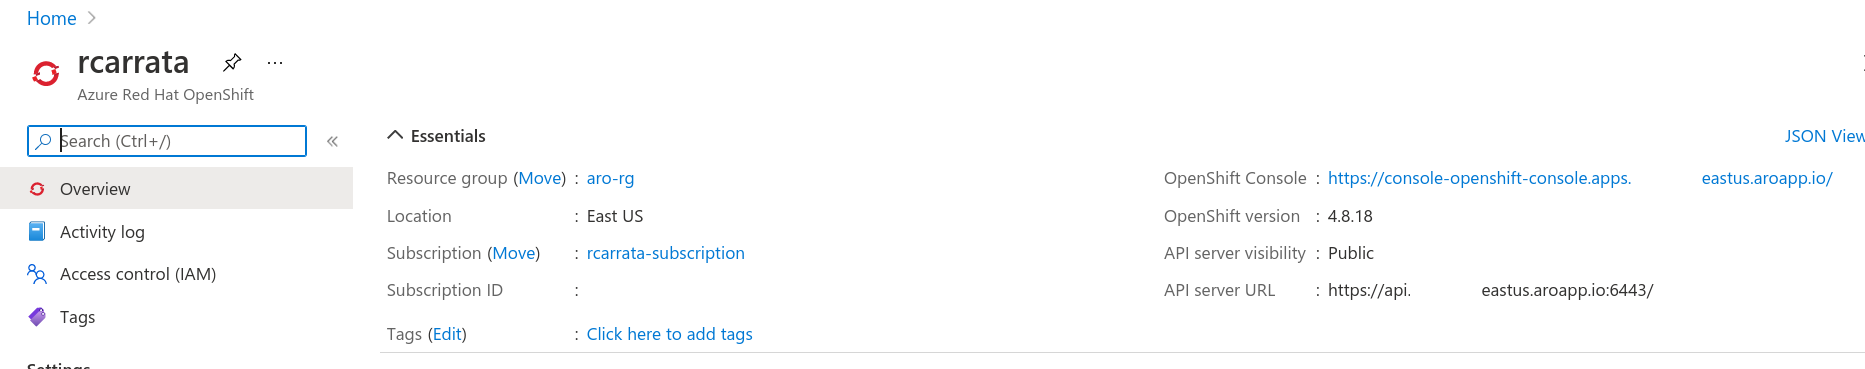 Home
rcarrata
Azure Red Hat OpenShift
Search (Ctrl+/)
Overview
Activity log
Access control (IAM)
Tags
Settings
Essentials
JSON View
Resource group (Move) : aro-rg
Location : East US
Subscription (Move) : rcarrata-subscription
Subscription ID :
Tags (Edit) : Click here to add tags
OpenShift Console : https://console-openshift-console.apps. eastus.aroapp.io/
OpenShift version : 4.8.18
API server visibility : Public
API server URL : https://api. eastus.aroapp.io:6443/